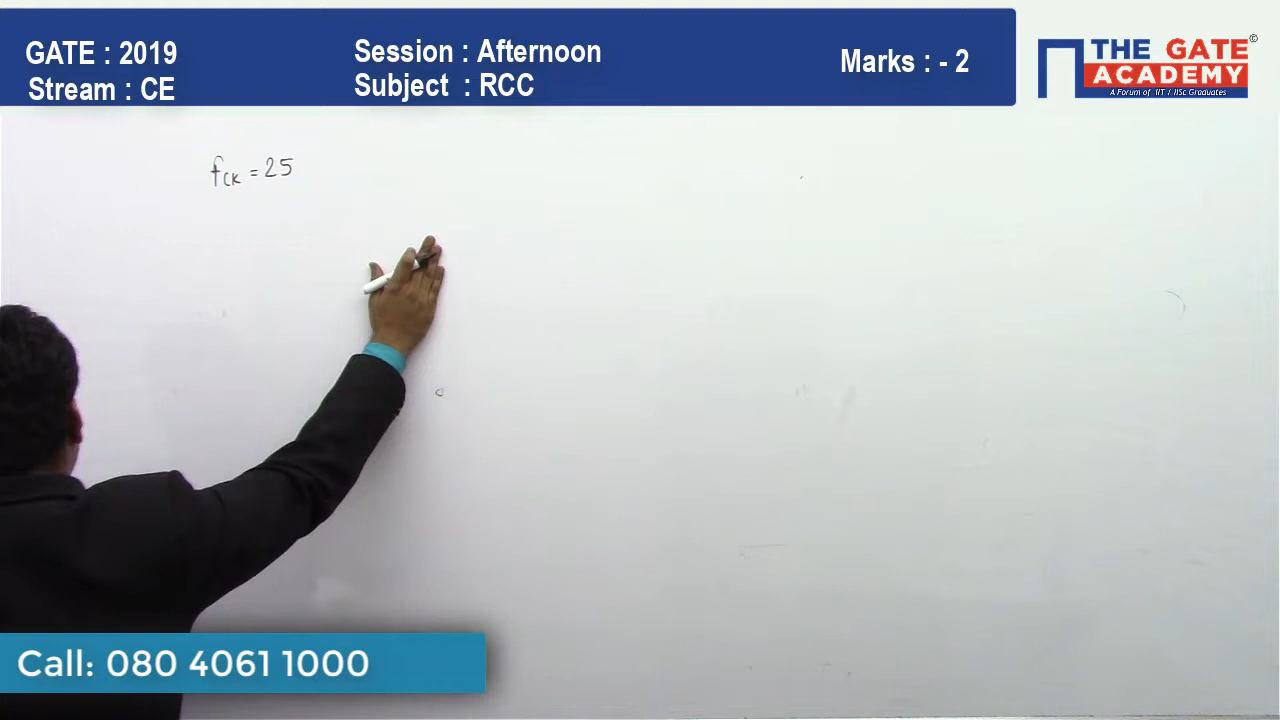 GATE : 2019
Stream : CE
Session : Afternoon
Subject : RCC
Marks : - 2
THE GATE
ACADEMY
A Forum of IIT / IISc Graduates
©
fck = 25
Call: 080 4061 1000